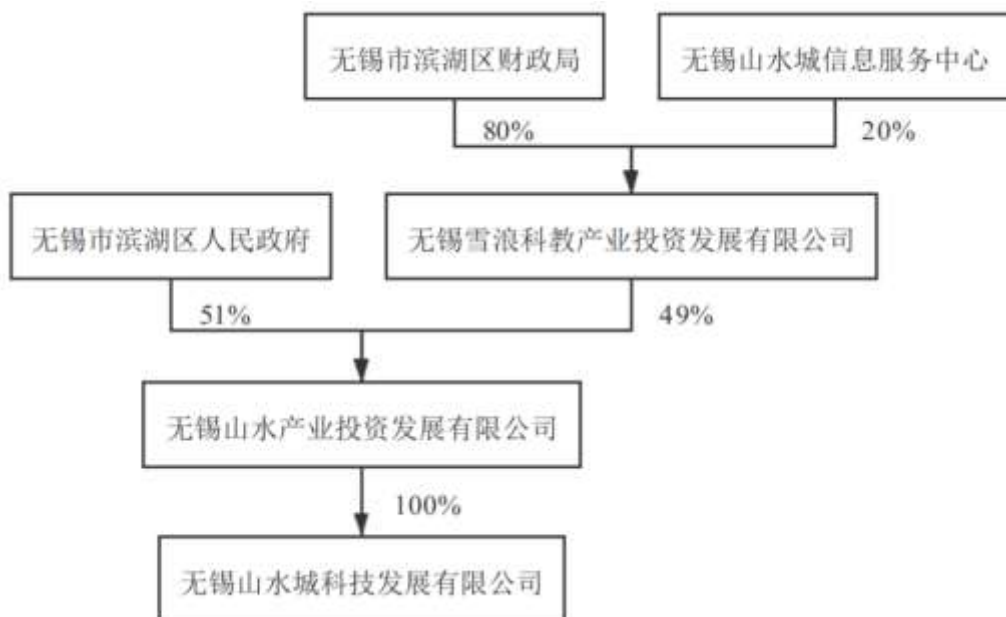 无锡市滨湖区财政局
无锡山水城信息服务中心
80%
20%
无锡市滨湖区人民政府
无锡雪浪科教产业投资发展有限公司
51%
49%
无锡山水产业投资发展有限公司
100%
无锡山水城科技发展有限公司